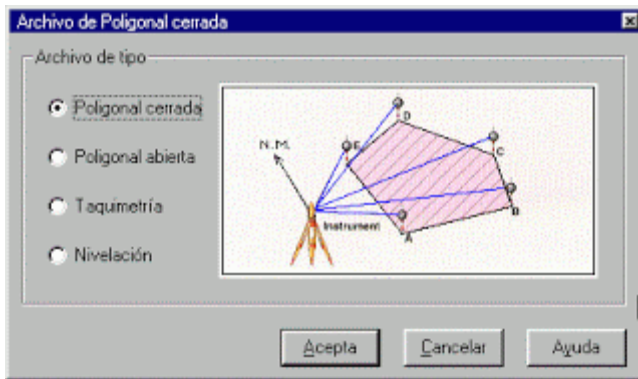 Archivo de Poligonal cerrada
Archivo de tipo
Poligonal cerrada
Poligonal abierta
Taquimetría
Nivelación
N.M.
E
D
C
B
A
Instrument
Acepta
Cancelar
Ayuda